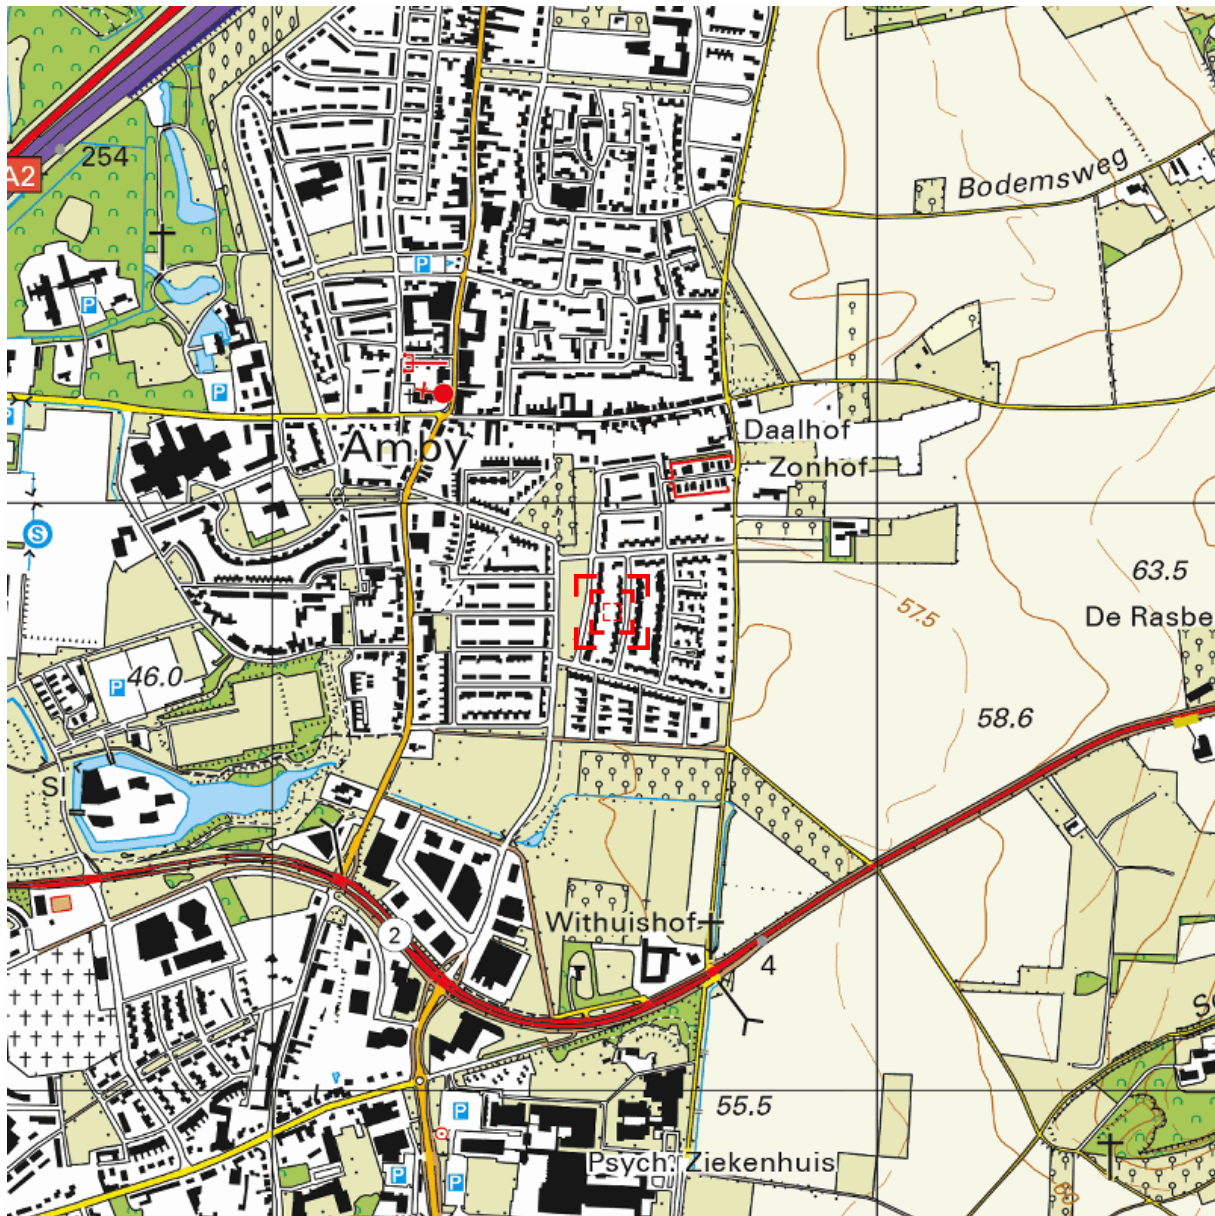 254
A2
Bodemsweg
P
P
P
Amby
Daalhof
Zonhof
S
57.5
63.5
De Rasbe
46.0
P
58.6
SI
Withuishof
2
4
55.5
P
Psych. Ziekenhuis
P
P